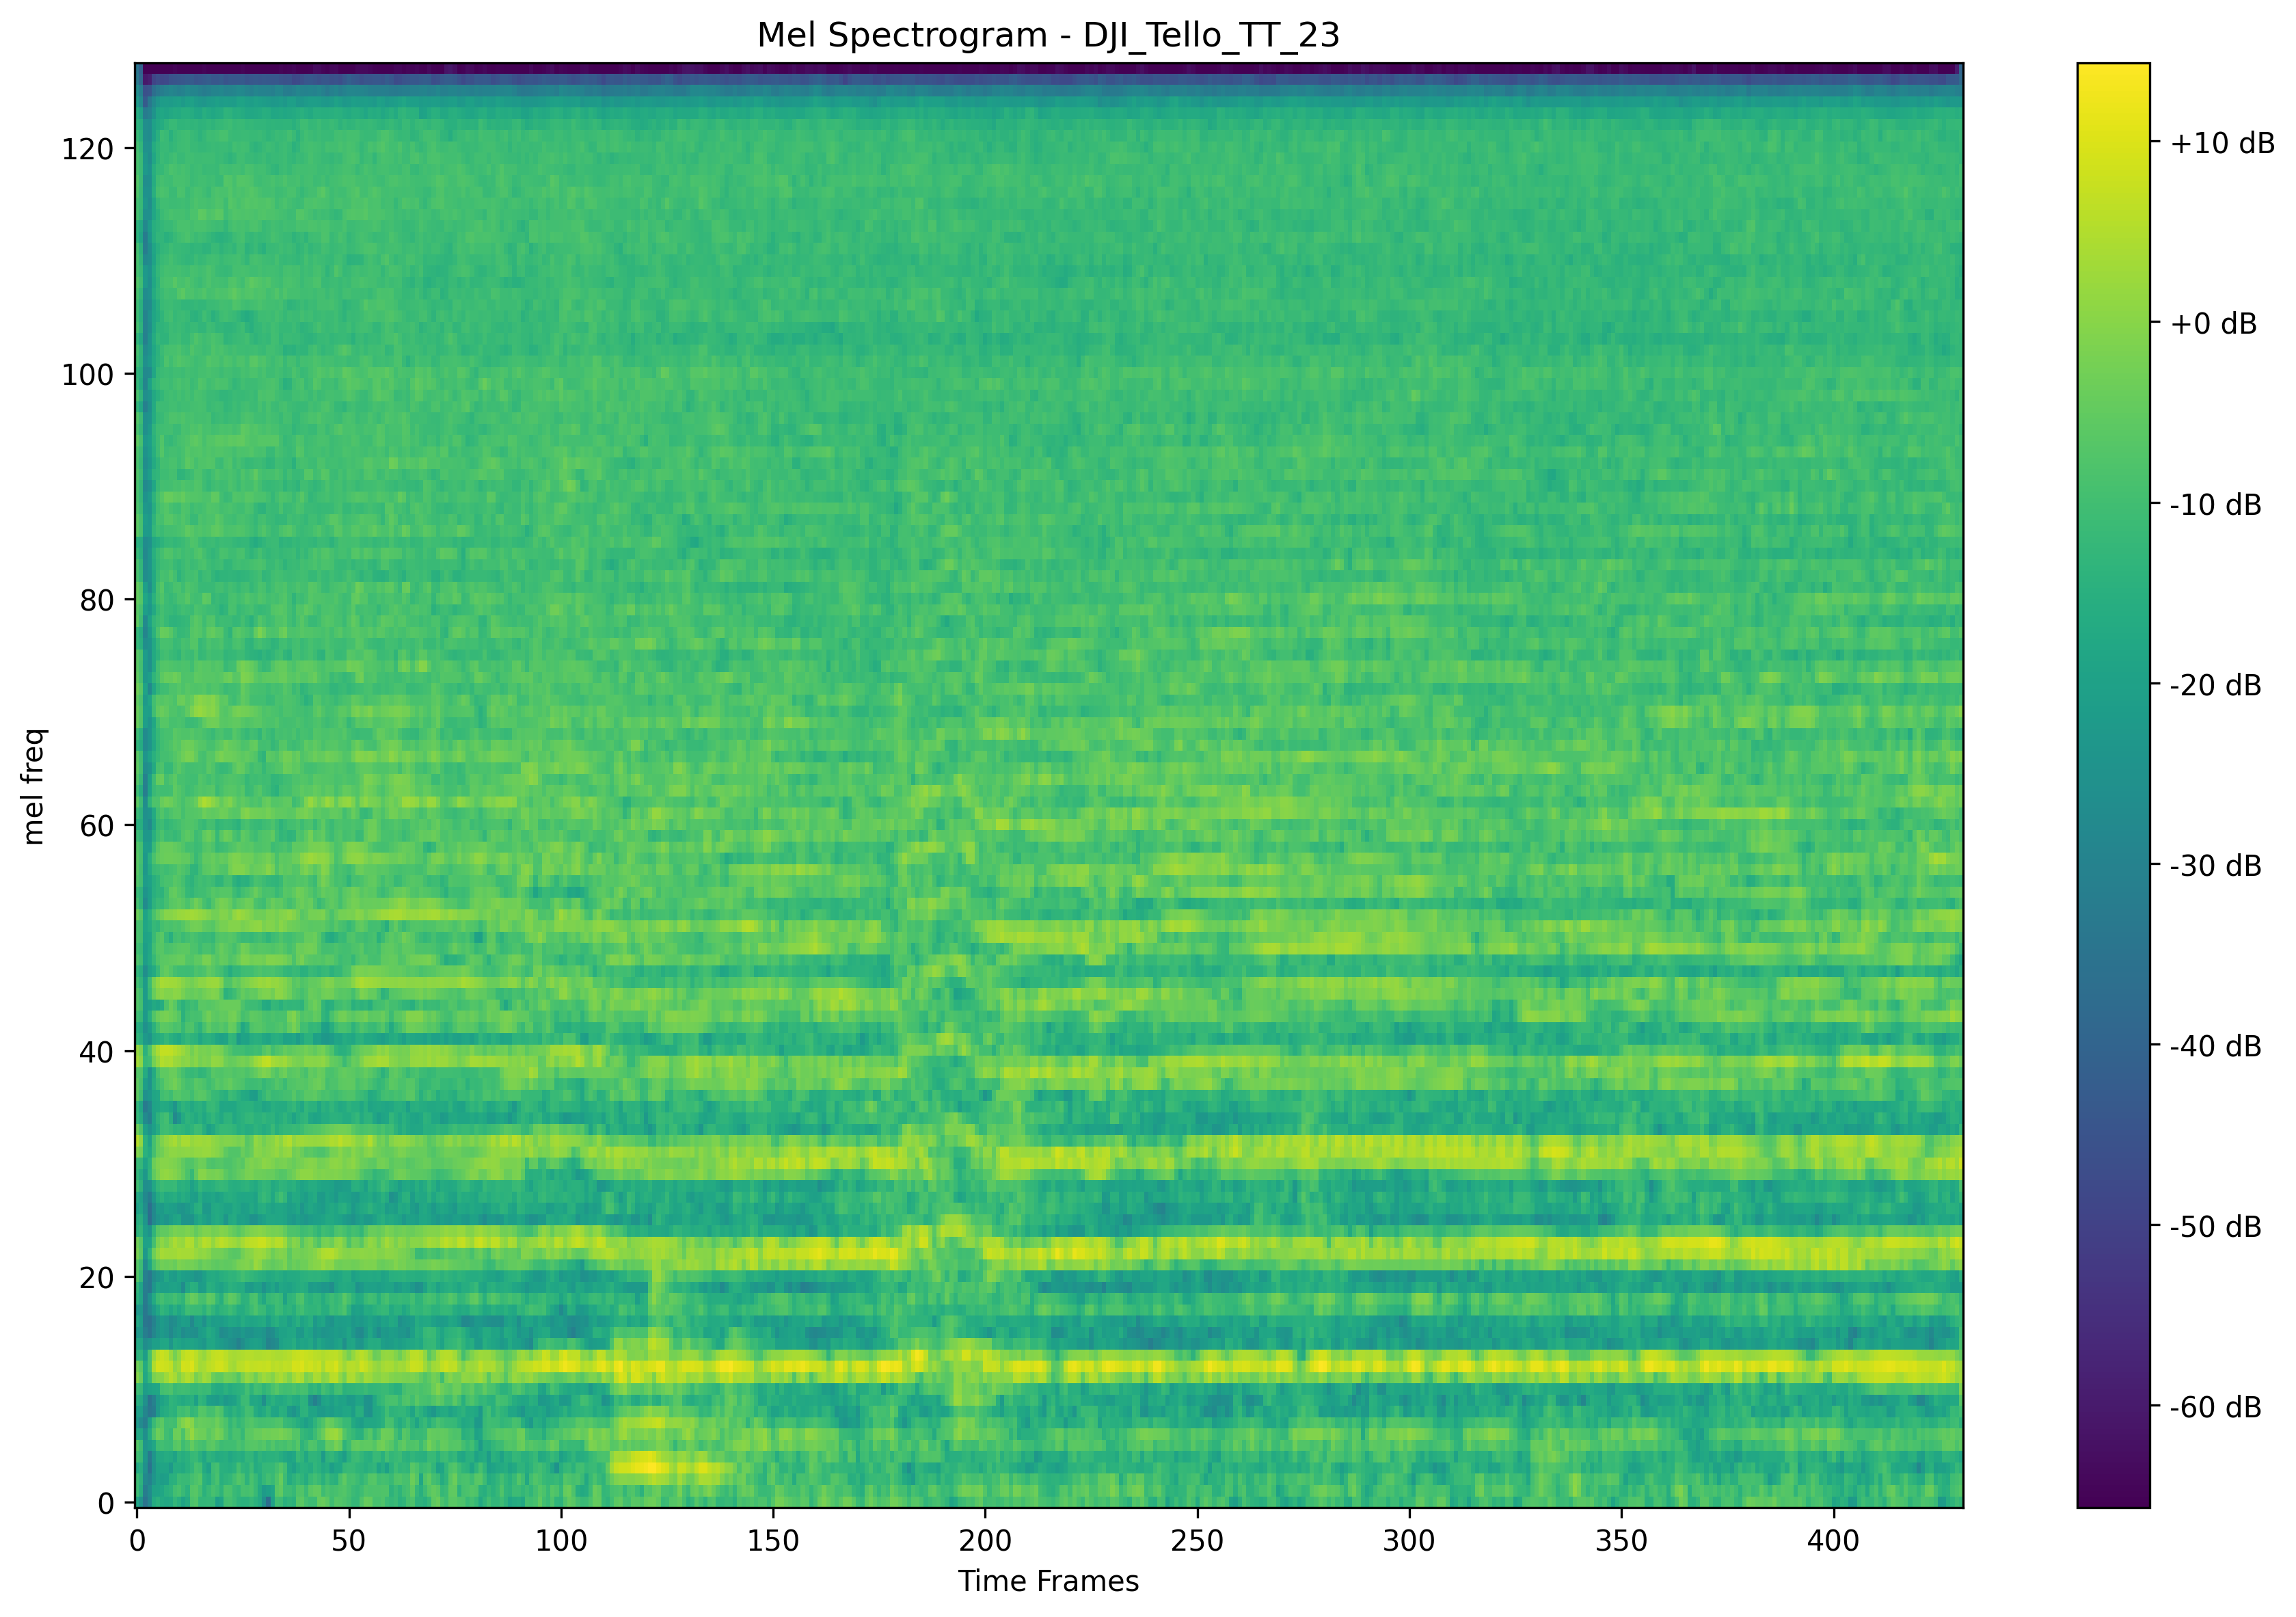 Mel Spectrogram - DJI_Tello_TT_23
mel freq
120
100
80
60
40
20
0
0 50 100 150 200 250 300 350 400
Time Frames
+10 dB
+0 dB
-10 dB
-20 dB
-30 dB
-40 dB
-50 dB
-60 dB